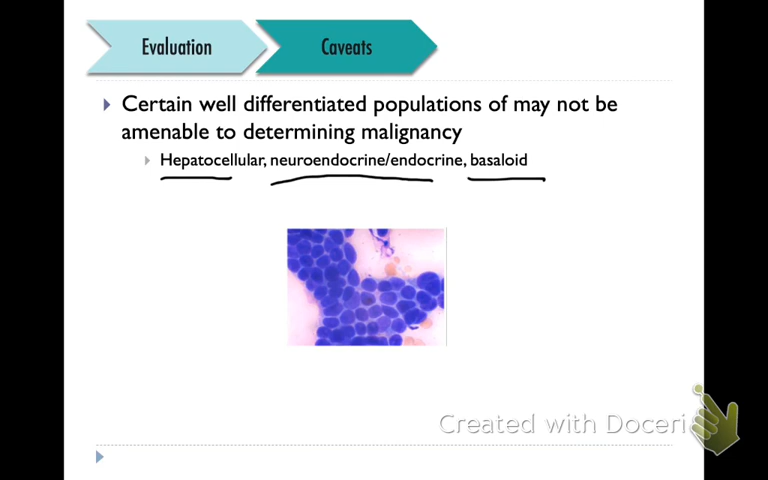 Evaluation
Caveats
Certain well differentiated populations of may not be
amenable to determining malignancy
Hepatocellular, neuroendocrine/endocrine, basaloid
Created with Doceri